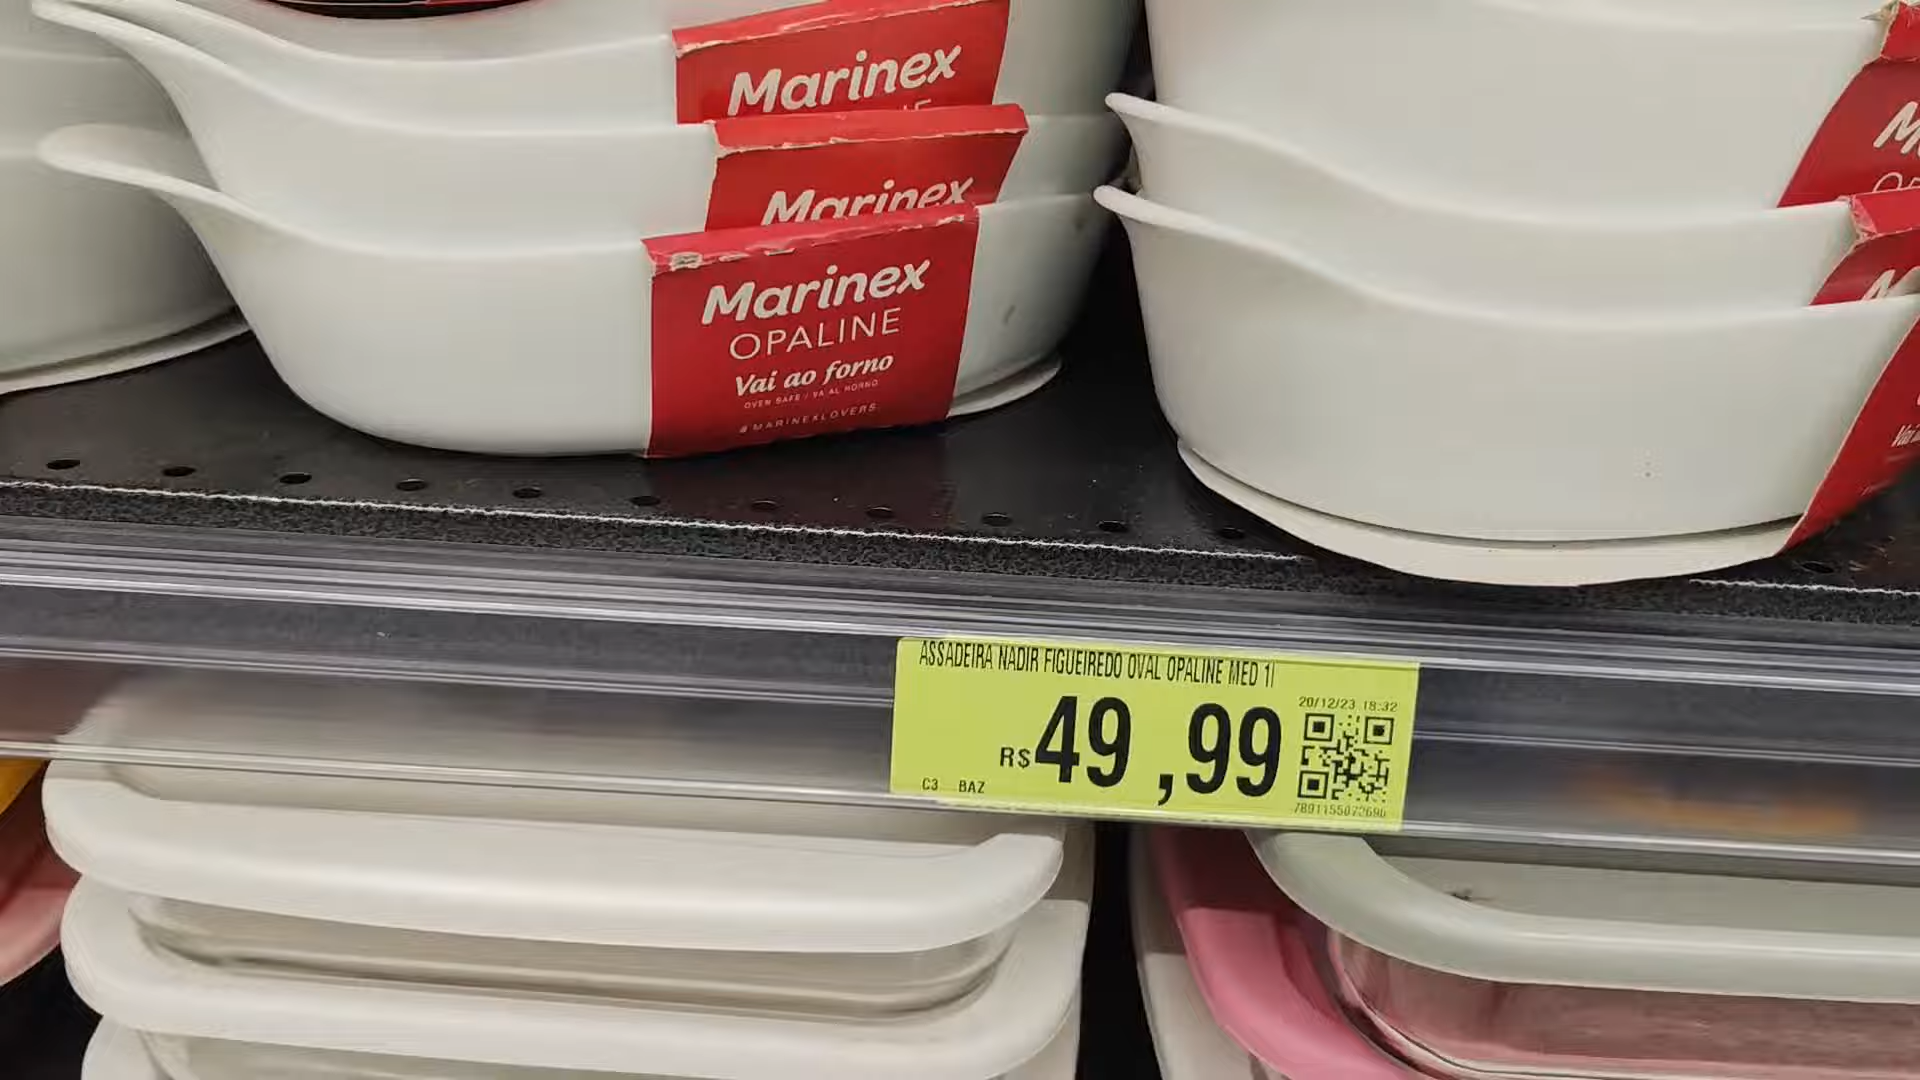 Marinex
Marinex
Marinex
OPALINE
Vai ao forno
OVEN SAFE / VA AL HORNO
#MARINEXLOVERS
ASSADEIRA NADIR FIGUEIREDO OVAL OPALINE MED 1l
20/12/23 18:32
R$49,99
C3 BAZ